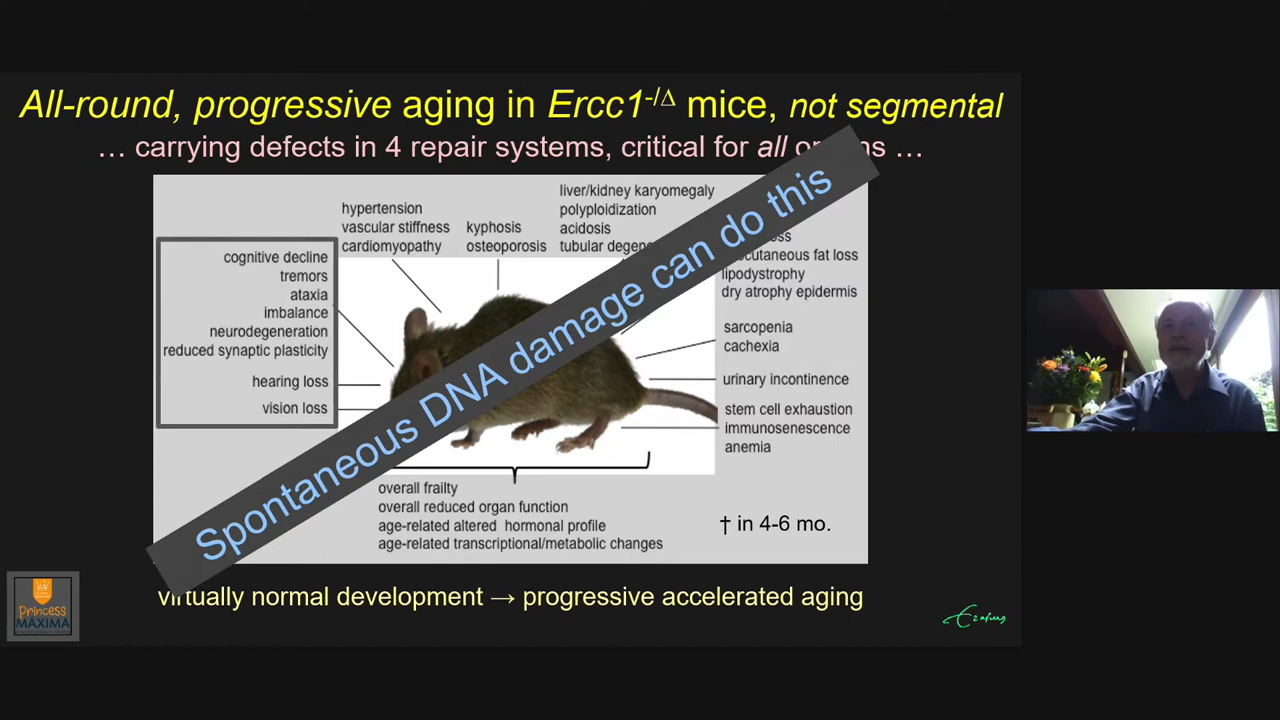 All-round, progressive aging in Ercc1-/Δ mice, not segmental
… carrying defects in 4 repair systems, critical for all …
liver/kidney karyomegaly
polyploidization
acidosis
hypertension
vascular stiffness
cardiomyopathy
kyphosis
osteoporosis
tubular
cognitive decline
tremors
ataxia
imbalance
neurodegeneration
reduced synaptic plasticity
hearing loss
vision loss
fat loss
lipodystrophy
dry atrophy epidermis
sarcopenia
cachexia
urinary incontinence
stem cell exhaustion
immunosenescence
anemia
Spontaneous DNA damage can do this
overall frailty
overall reduced organ function
age-related altered hormonal profile
age-related transcriptional/metabolic changes
† in 4-6 mo.
virtually normal development → progressive accelerated aging
Princess
MÁXIMA
Erasmus